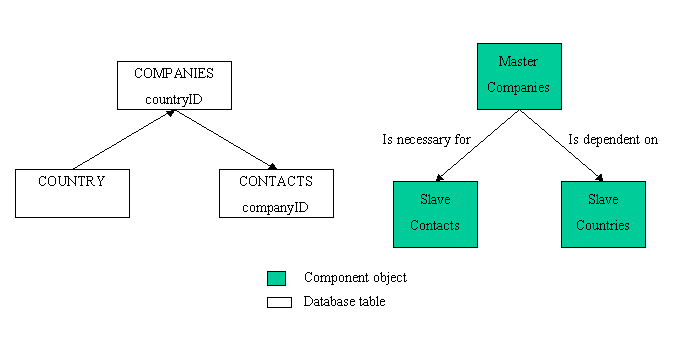 COMPANIES
countryID
COUNTRY
CONTACTS
companyID
Master
Companies
Is necessary for
Is dependent on
Slave
Contacts
Slave
Countries
Component object
Database table